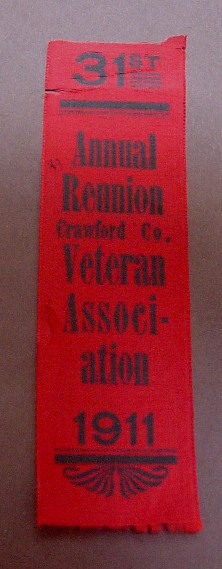 31ST
Annual
Reunion
Crawford Co.
Veteran
Associ-
ation
1911